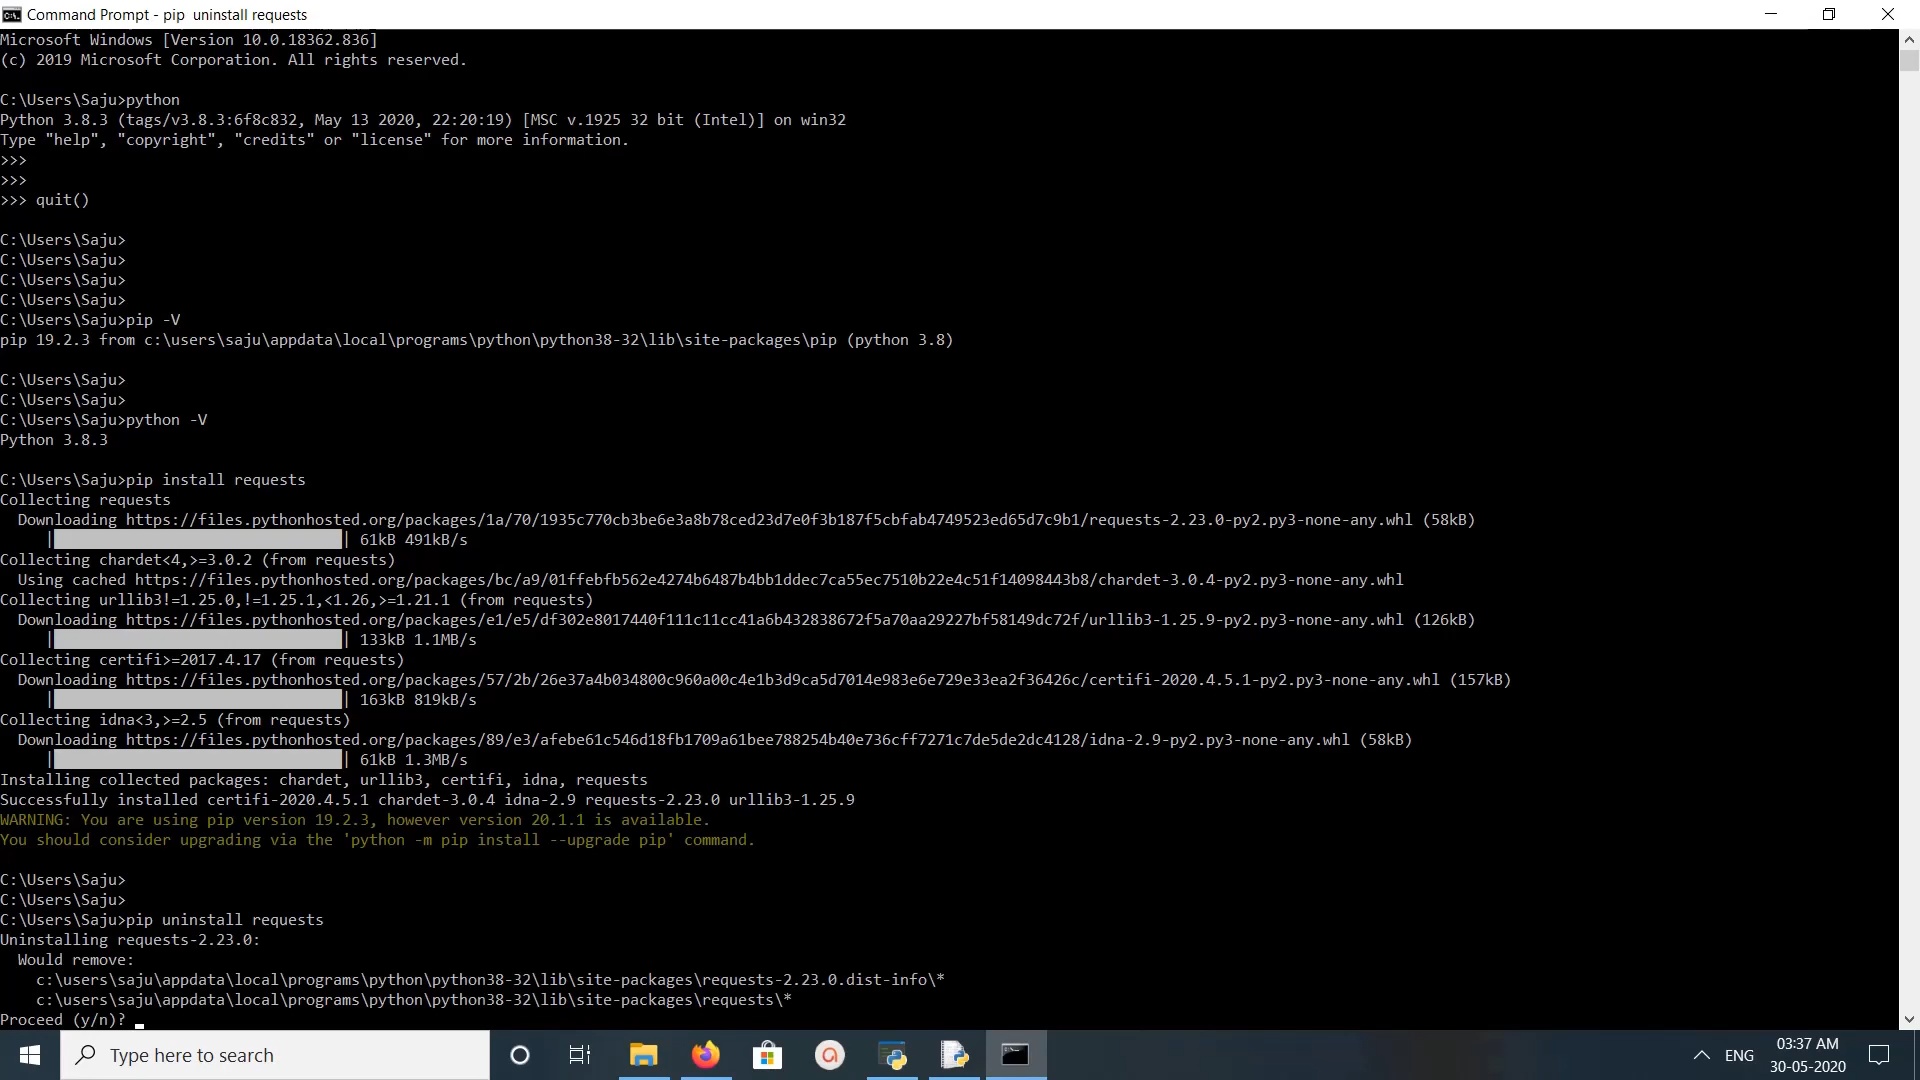 Command Prompt - pip  uninstall requests
Microsoft Windows [Version 10.0.18362.836]
(c) 2019 Microsoft Corporation. All rights reserved.
C:\Users\Saju>python
Python 3.8.3 (tags/v3.8.3:6f8c832, May 13 2020, 22:20:19) [MSC v.1925 32 bit (Intel)] on win32
Type "help", "copyright", "credits" or "license" for more information.
>>>
>>>
>>> quit()
C:\Users\Saju>
C:\Users\Saju>
C:\Users\Saju>
C:\Users\Saju>
C:\Users\Saju>pip -V
pip 19.2.3 from c:\users\saju\appdata\local\programs\python\python38-32\lib\site-packages\pip (python 3.8)
C:\Users\Saju>
C:\Users\Saju>
C:\Users\Saju>python -V
Python 3.8.3
C:\Users\Saju>pip install requests
Collecting requests
  Downloading https://files.pythonhosted.org/packages/1a/70/1935c770cb3be6e3a8b78ced23d7e0f3b187f5cbfab4749523ed65d7c9b1/requests-2.23.0-py2.py3-none-any.whl (58kB)
| | 61kB 491kB/s
Collecting chardet<4,>=3.0.2 (from requests)
  Using cached https://files.pythonhosted.org/packages/bc/a9/01ffebfb562e4274b6487b4bb1ddec7ca55ec7510b22e4c51f14098443b8/chardet-3.0.4-py2.py3-none-any.whl
Collecting urllib3!=1.25.0,!=1.25.1,<1.26,>=1.21.1 (from requests)
  Downloading https://files.pythonhosted.org/packages/e1/e5/df302e8017440f111c11cc41a6b432838672f5a70aa29227bf58149dc72f/urllib3-1.25.9-py2.py3-none-any.whl (126kB)
| | 133kB 1.1MB/s
Collecting certifi>=2017.4.17 (from requests)
  Downloading https://files.pythonhosted.org/packages/57/2b/26e37a4b034800c960a00c4e1b3d9ca5d7014e983e6e729e33ea2f36426c/certifi-2020.4.5.1-py2.py3-none-any.whl (157kB)
| | 163kB 819kB/s
Collecting idna<3,>=2.5 (from requests)
  Downloading https://files.pythonhosted.org/packages/89/e3/afebe61c546d18fb1709a61bee788254b40e736cff7271c7de5de2dc4128/idna-2.9-py2.py3-none-any.whl (58kB)
| | 61kB 1.3MB/s
Installing collected packages: chardet, urllib3, certifi, idna, requests
Successfully installed certifi-2020.4.5.1 chardet-3.0.4 idna-2.9 requests-2.23.0 urllib3-1.25.9
WARNING: You are using pip version 19.2.3, however version 20.1.1 is available.
You should consider upgrading via the 'python -m pip install --upgrade pip' command.
C:\Users\Saju>
C:\Users\Saju>
C:\Users\Saju>pip uninstall requests
Uninstalling requests-2.23.0:
  Would remove:
    c:\users\saju\appdata\local\programs\python\python38-32\lib\site-packages\requests-2.23.0.dist-info\*
    c:\users\saju\appdata\local\programs\python\python38-32\lib\site-packages\requests\*
Proceed (y/n)?
Type here to search
ENG
03:37 AM
30-05-2020